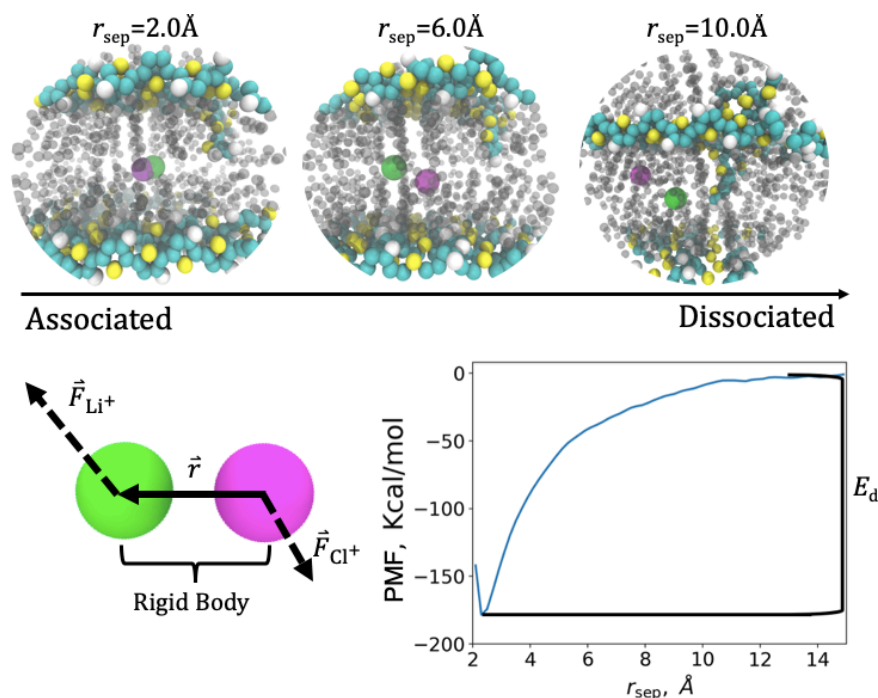 r_sep=2.0Å
r_sep=6.0Å
r_sep=10.0Å
Associated
Dissociated
F⃗_Li⁺
r⃗
F⃗_Cl⁺
Rigid Body
PMF, Kcal/mol
0
−50
−100
−150
−200
2
4
6
8
10
12
14
r_sep, Å
E_d